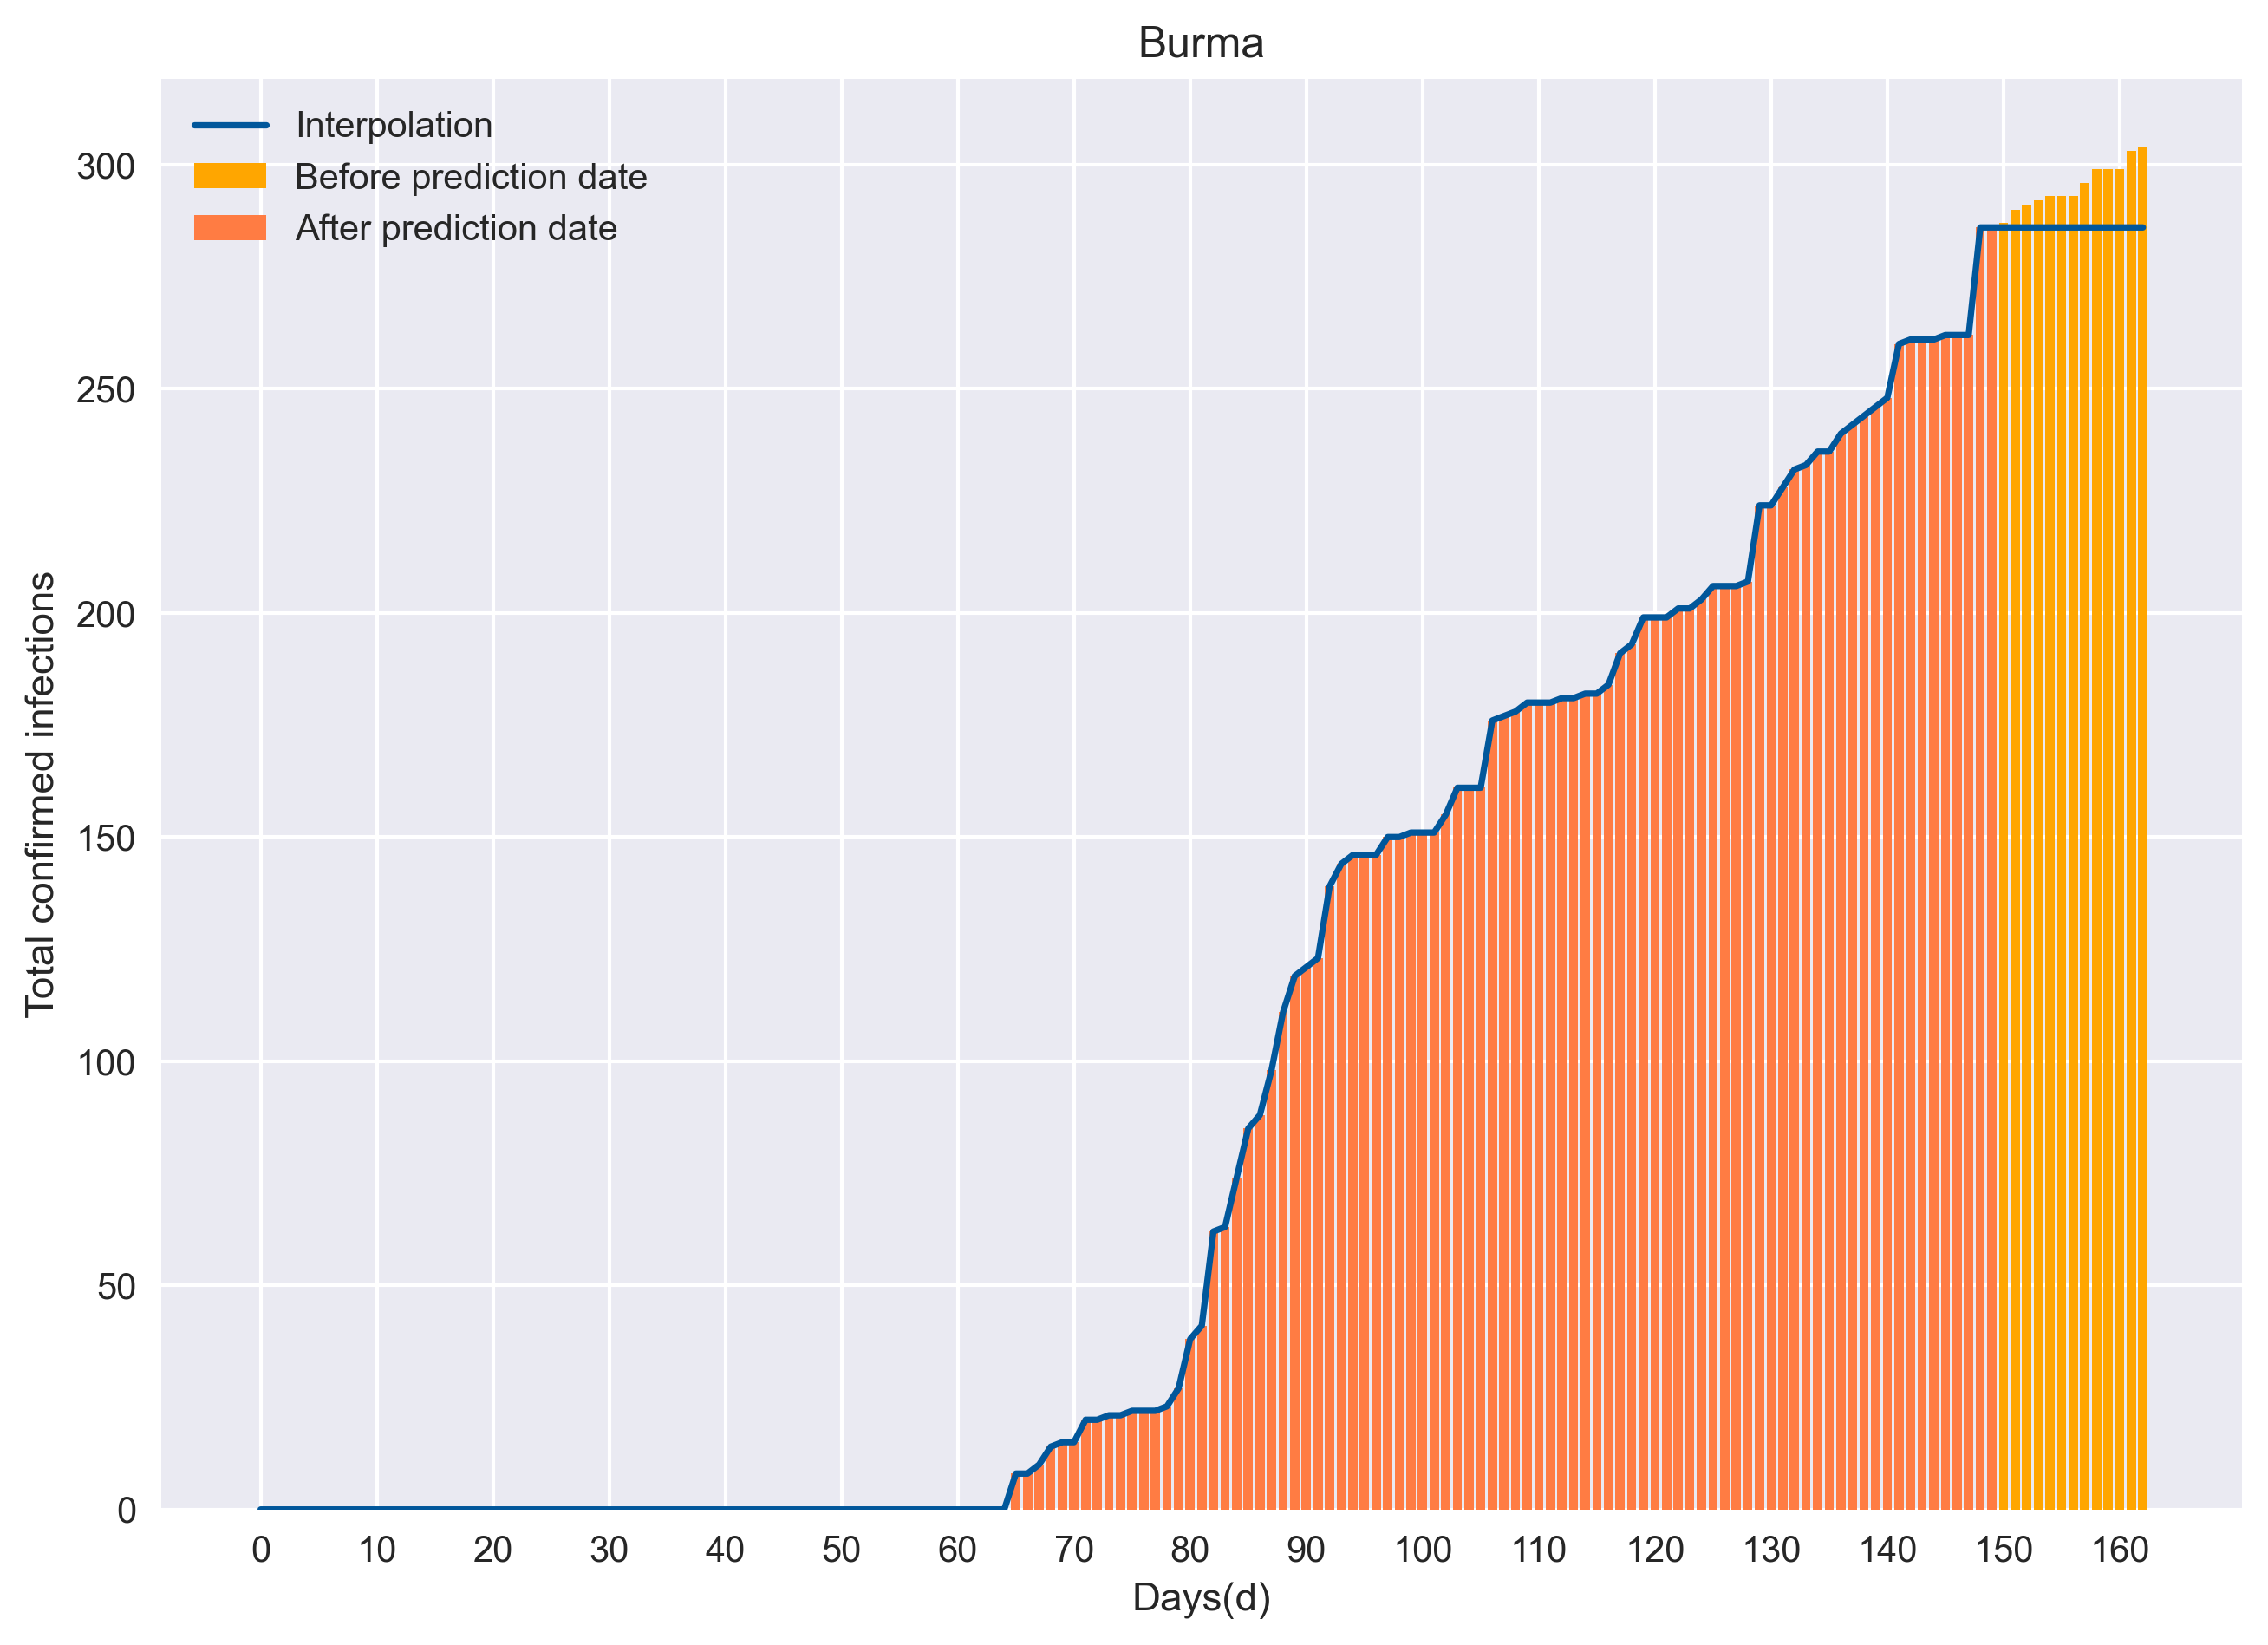 Burma
Interpolation
Before prediction date
After prediction date
300
250
200
150
100
50
0
Total confirmed infections
0 10 20 30 40 50 60 70 80 90 100 110 120 130 140 150 160
Days(d)